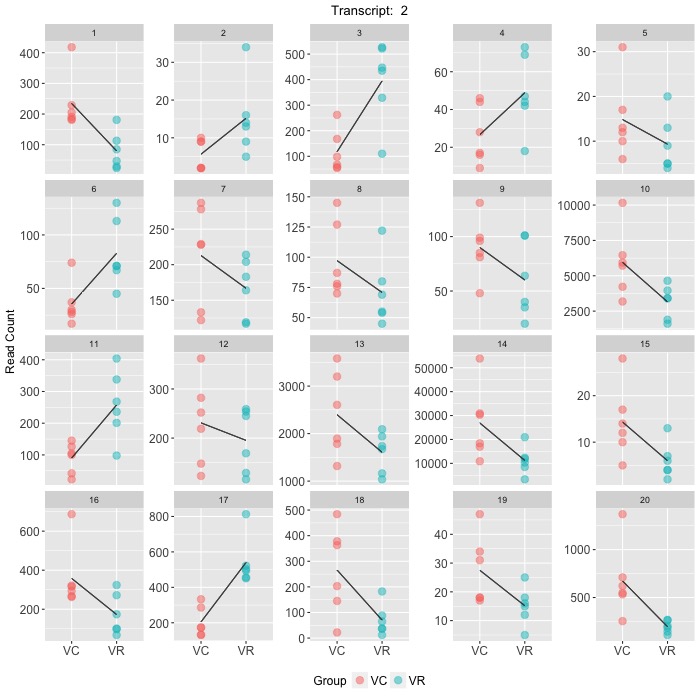 Transcript:  2
1 2 3 4 5
400 300 200 100
30 20 10
500 400 300 200 100 0
60 40 20
30 20 10
6 7 8 9 10
100 50
250 200 150
150 125 100 75 50
100 50
10000 7500 5000 2500
Read Count
11 12 13 14 15
400 300 200 100 0
300 200
3000 2000 1000
50000 40000 30000 20000 10000
20 10
16 17 18 19 20
600 400 200
800 600 400 200
500 400 300 200 100 0
40 30 20 10
1000 500
VC VR VC VR VC VR VC VR VC VR
Group VC VR